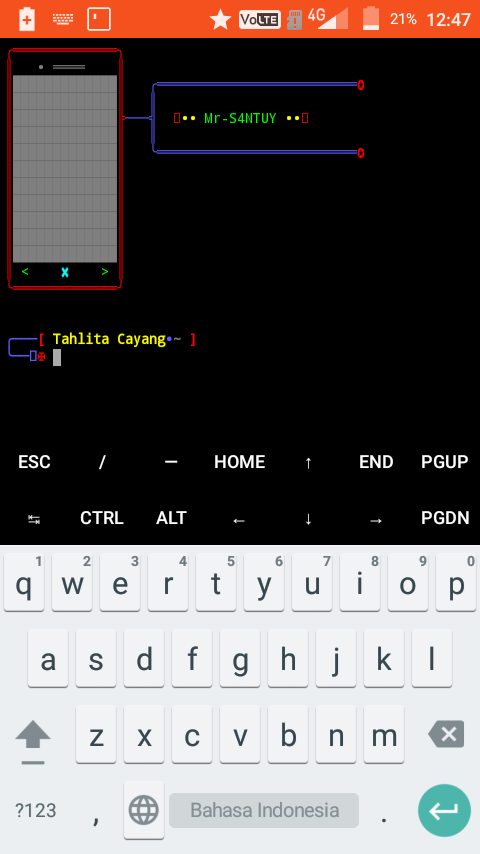 VoLTE 4G 21% 12:47
•• Mr-S4NTUY ••
< x >
[ Tahlita Cayang•~ ]
ESC / — HOME ↑ END PGUP
↹ CTRL ALT ← ↓ → PGDN
1 2 3 4 5 6 7 8 9 0
q w e r t y u i o p
a s d f g h j k l
z x c v b n m
?123 , Bahasa Indonesia .